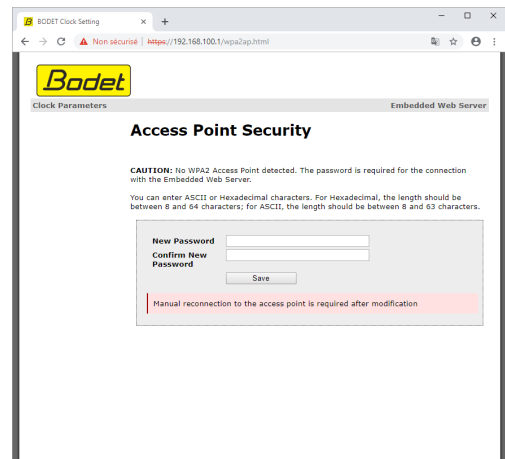 BODET Clock Setting
Non sécurisé | https://192.168.100.1/wpa2ap.html
Bodet
Clock Parameters Embedded Web Server
Access Point Security
CAUTION: No WPA2 Access Point detected. The password is required for the connection
with the Embedded Web Server.
You can enter ASCII or Hexadecimal characters. For Hexadecimal, the length should be
between 8 and 64 characters; for ASCII, the length should be between 8 and 63 characters.
New Password
Confirm New
Password
Save
Manual reconnection to the access point is required after modification